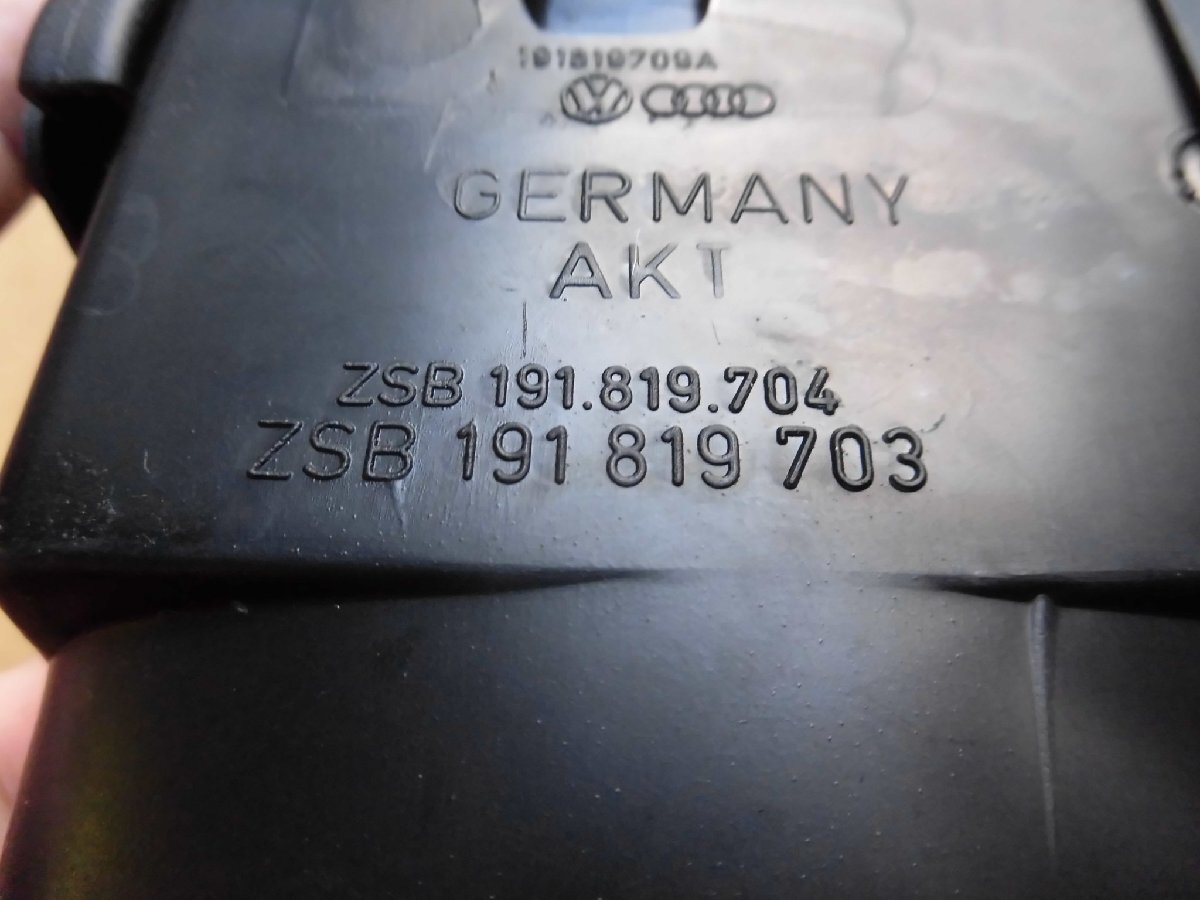 191819709A
GERMANY
AKT
ZSB 191.819.704
ZSB 191 819 703